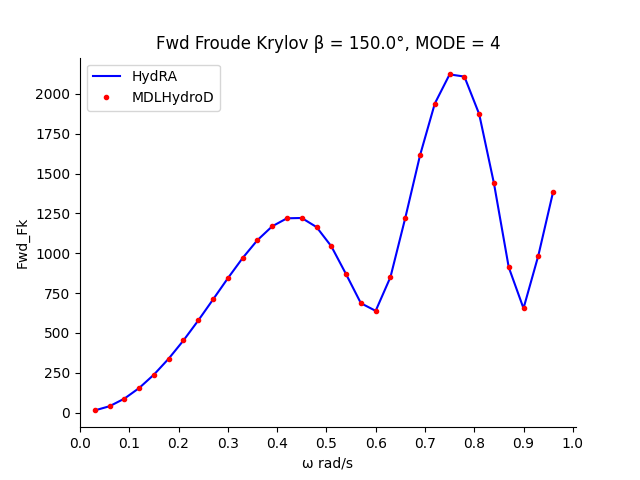 Fwd Froude Krylov β = 150.0°, MODE = 4
HydRA
MDLHydroD
Fwd_Fk
2000
1750
1500
1250
1000
750
500
250
0
0.0 0.1 0.2 0.3 0.4 0.5 0.6 0.7 0.8 0.9 1.0
ω rad/s